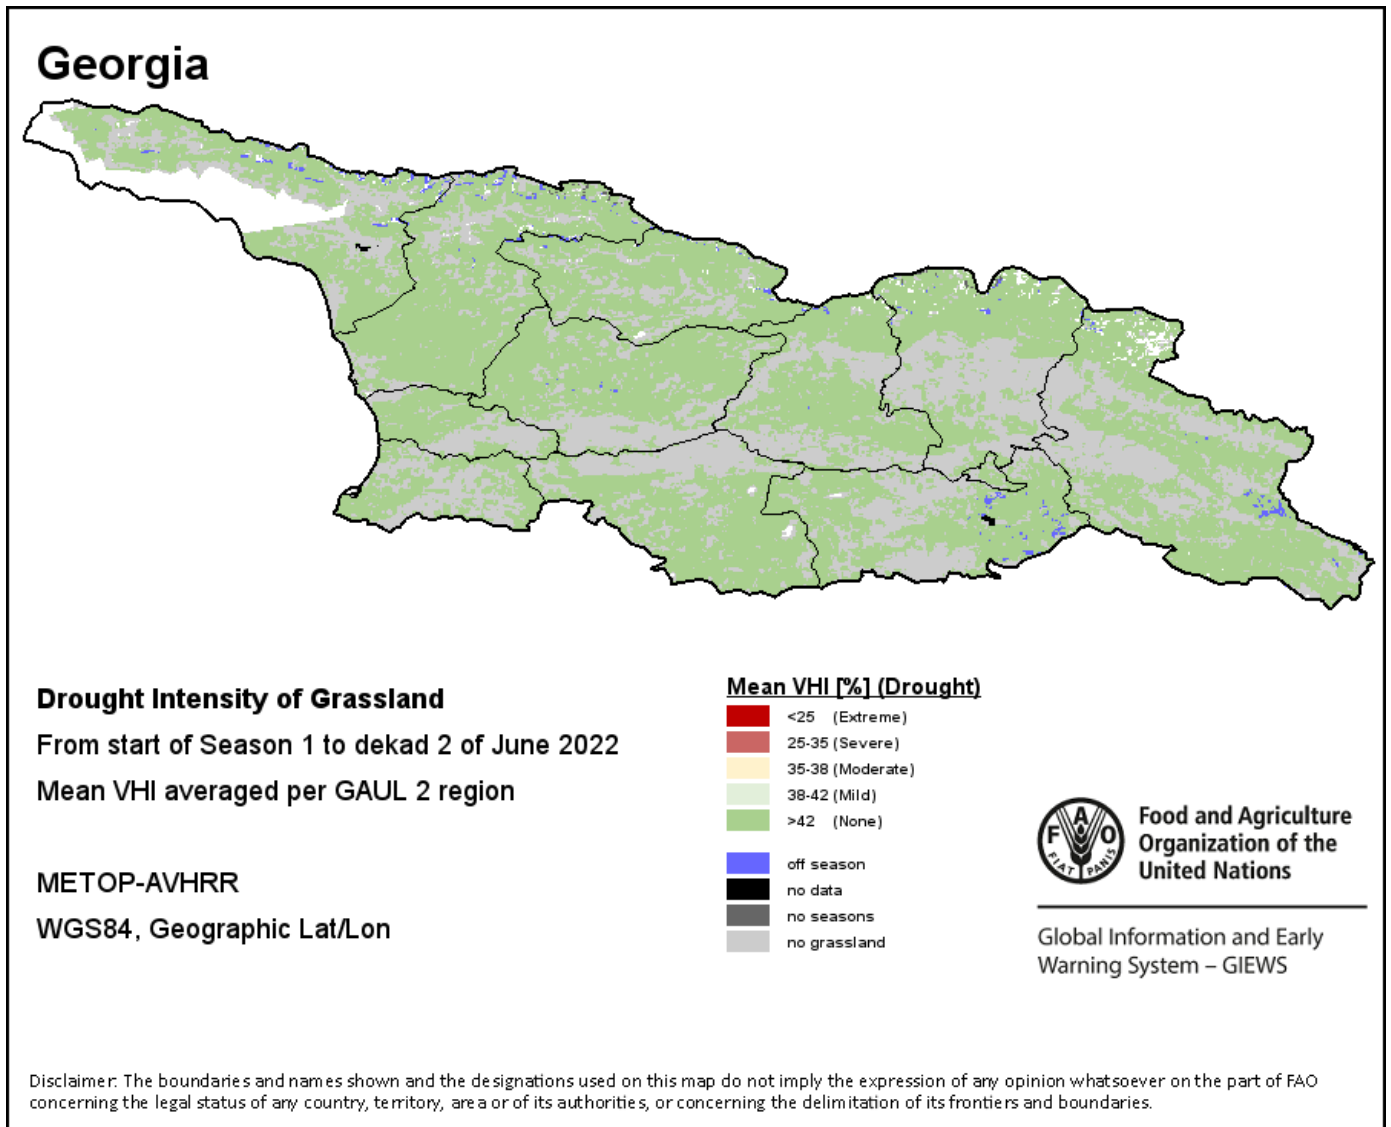 Georgia
Drought Intensity of Grassland
From start of Season 1 to dekad 2 of June 2022
Mean VHI averaged per GAUL 2 region
METOP-AVHRR
WGS84, Geographic Lat/Lon
Mean VHI [%] (Drought)
<25 (Extreme)
25-35 (Severe)
35-38 (Moderate)
38-42 (Mild)
>42 (None)
off season
no data
no seasons
no grassland
F A O
FIAT PANIS
Food and Agriculture
Organization of the
United Nations
Global Information and Early
Warning System – GIEWS
Disclaimer: The boundaries and names shown and the designations used on this map do not imply the expression of any opinion whatsoever on the part of FAO
concerning the legal status of any country, territory, area or of its authorities, or concerning the delimitation of its frontiers and boundaries.